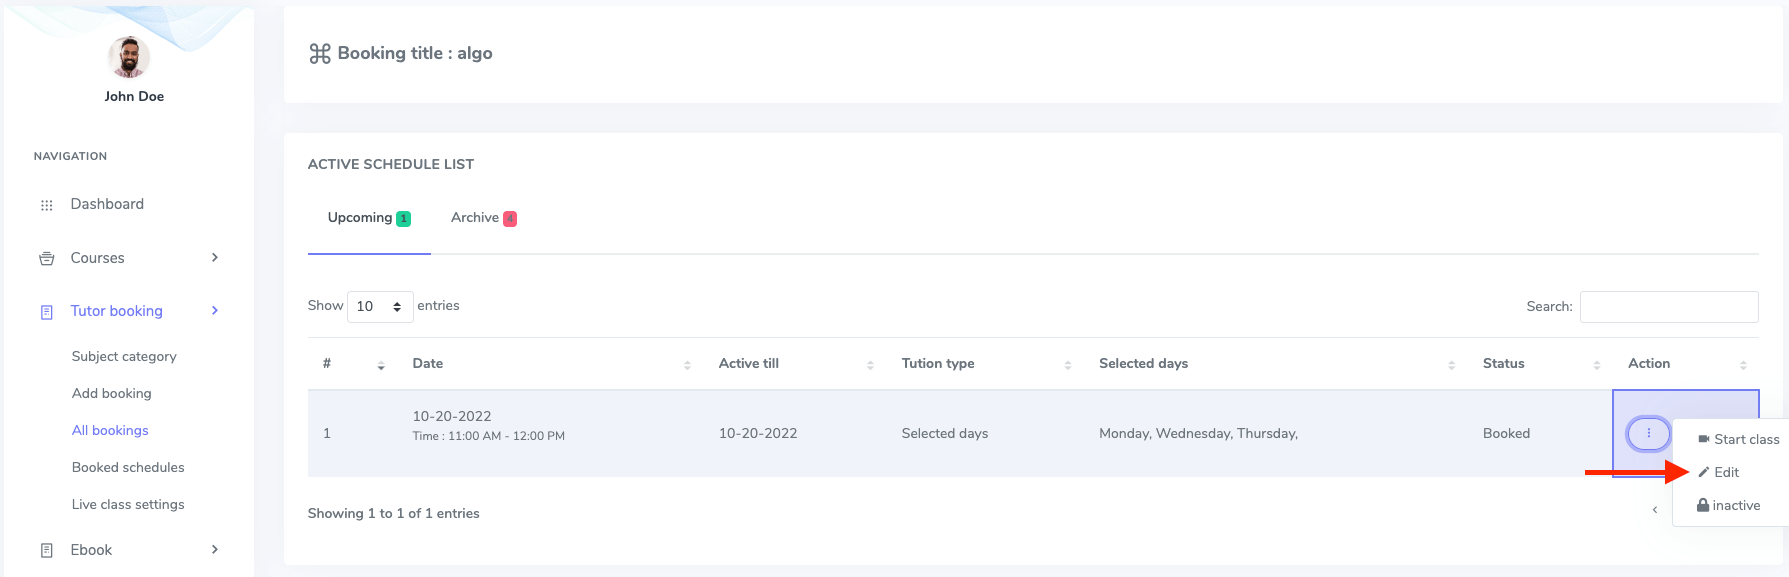 John Doe
NAVIGATION
Dashboard
Courses
Tutor booking
Subject category
Add booking
All bookings
Booked schedules
Live class settings
Ebook
Booking title : algo
ACTIVE SCHEDULE LIST
Upcoming 1 Archive 4
Show 10 entries Search:
# Date Active till Tution type Selected days Status Action
1 10-20-2022 10-20-2022 Selected days Monday, Wednesday, Thursday, Booked
Time : 11:00 AM - 12:00 PM
Start class
Edit
inactive
Showing 1 to 1 of 1 entries